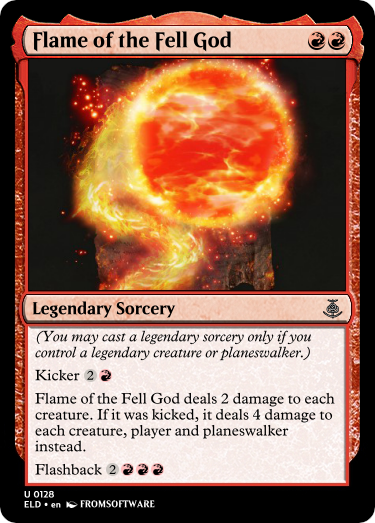 Flame of the Fell God
Legendary Sorcery
(You may cast a legendary sorcery only if you
control a legendary creature or planeswalker.)
Kicker 2
Flame of the Fell God deals 2 damage to each
creature. If it was kicked, it deals 4 damage to
each creature, player and planeswalker
instead.
Flashback 2
U 0128
ELD • en FROMSOFTWARE